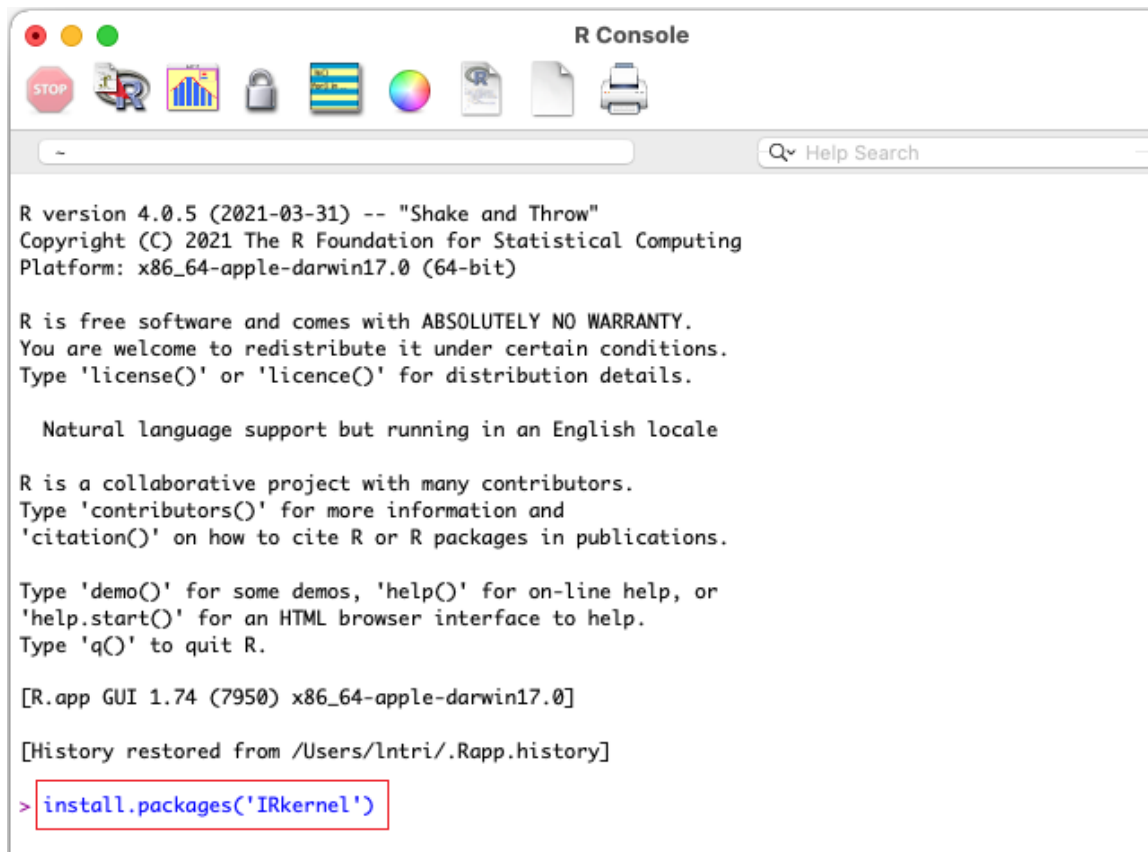 R Console
STOP
~
Help Search
R version 4.0.5 (2021-03-31) -- "Shake and Throw"
Copyright (C) 2021 The R Foundation for Statistical Computing
Platform: x86_64-apple-darwin17.0 (64-bit)
R is free software and comes with ABSOLUTELY NO WARRANTY.
You are welcome to redistribute it under certain conditions.
Type 'license()' or 'licence()' for distribution details.
Natural language support but running in an English locale
R is a collaborative project with many contributors.
Type 'contributors()' for more information and
'citation()' on how to cite R or R packages in publications.
Type 'demo()' for some demos, 'help()' for on-line help, or
'help.start()' for an HTML browser interface to help.
Type 'q()' to quit R.
[R.app GUI 1.74 (7950) x86_64-apple-darwin17.0]
[History restored from /Users/lntri/.Rapp.history]
> install.packages('IRkernel')